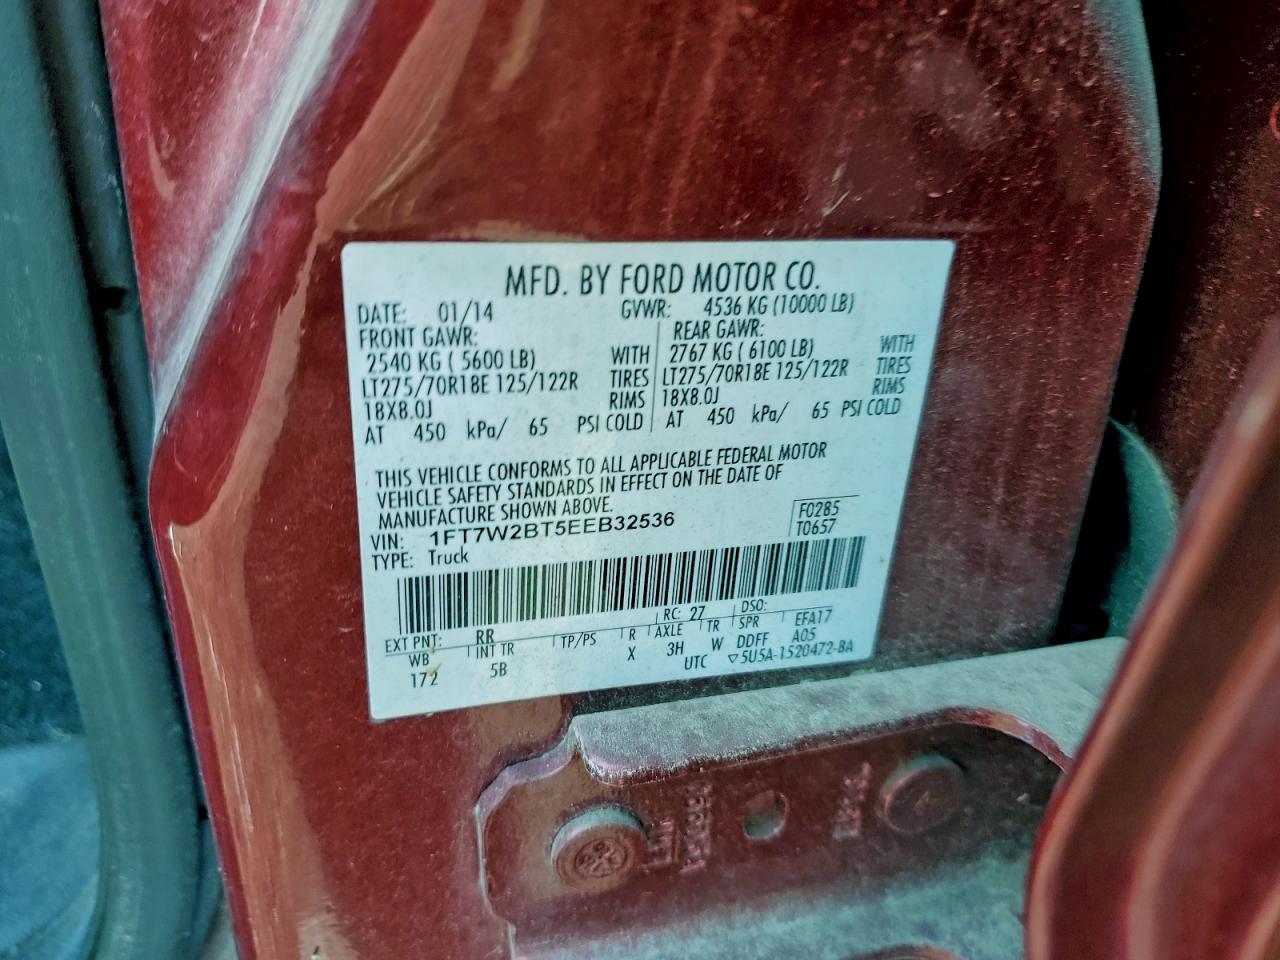 MFD. BY FORD MOTOR CO.
DATE: 01/14 GVWR: 4536 KG (10000 LB)
FRONT GAWR: REAR GAWR:
2540 KG ( 5600 LB) WITH 2767 KG ( 6100 LB) WITH
LT275/70R18E 125/122R TIRES LT275/70R18E 125/122R TIRES
18X8.0J RIMS 18X8.0J RIMS
AT 450 kPa/ 65 PSI COLD AT 450 kPa/ 65 PSI COLD
THIS VEHICLE CONFORMS TO ALL APPLICABLE FEDERAL MOTOR
VEHICLE SAFETY STANDARDS IN EFFECT ON THE DATE OF
MANUFACTURE SHOWN ABOVE.
VIN: 1FT7W2BT5EEB32536 F0285
TYPE: Truck T0657
EXT PNT: RR RC: 27 DSO:
WB INT TR TP/PS R AXLE TR SPR EFA17
172 5B X 3H W DDFF A05
UTC ▽5U5A-1520472-BA